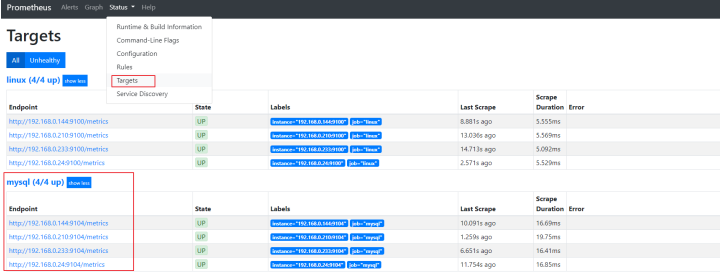 Prometheus Alerts Graph Status Help
Runtime & Build Information
Command-Line Flags
Configuration
Rules
Targets
Service Discovery
Targets
All Unhealthy
linux (4/4 up) show less
Endpoint State Labels Last Scrape Scrape Duration Error
http://192.168.0.144:9100/metrics UP instance="192.168.0.144:9100" job="linux" 8.881s ago 5.555ms
http://192.168.0.210:9100/metrics UP instance="192.168.0.210:9100" job="linux" 13.036s ago 5.569ms
http://192.168.0.233:9100/metrics UP instance="192.168.0.233:9100" job="linux" 14.713s ago 5.092ms
http://192.168.0.24:9100/metrics UP instance="192.168.0.24:9100" job="linux" 2.571s ago 5.529ms
mysql (4/4 up) show less
Endpoint State Labels Last Scrape Scrape Duration Error
http://192.168.0.144:9104/metrics UP instance="192.168.0.144:9104" job="mysql" 10.091s ago 16.69ms
http://192.168.0.210:9104/metrics UP instance="192.168.0.210:9104" job="mysql" 1.259s ago 19.75ms
http://192.168.0.233:9104/metrics UP instance="192.168.0.233:9104" job="mysql" 6.651s ago 16.41ms
http://192.168.0.24:9104/metrics UP instance="192.168.0.24:9104" job="mysql" 11.754s ago 16.85ms